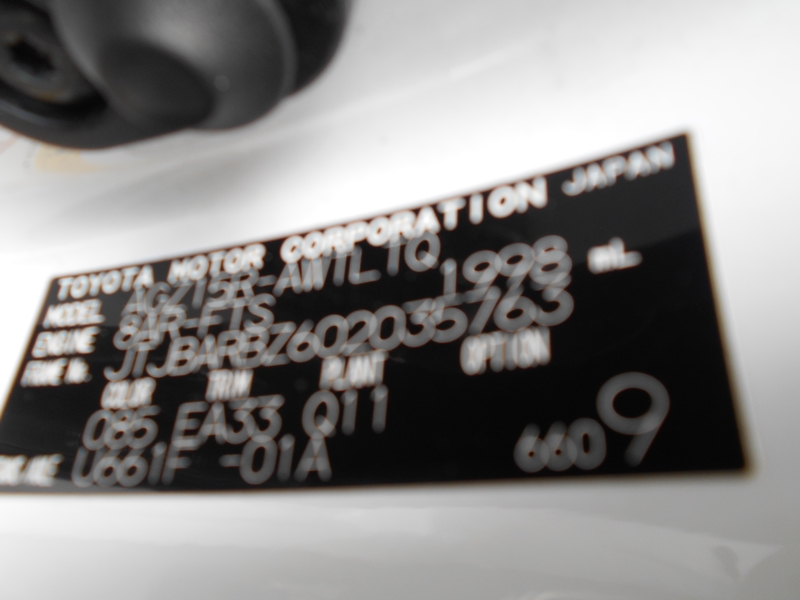 TOYOTA MOTOR CORPORATION JAPAN
MODEL AGZ15R-AWTLTQ
ENGINE 8AR-FTS 1998 mL
FRAME No. JTJBARBZ602035763
COLOR TRIM PLANT OPTION
085 EA33 Q11
U661F -01A 6609